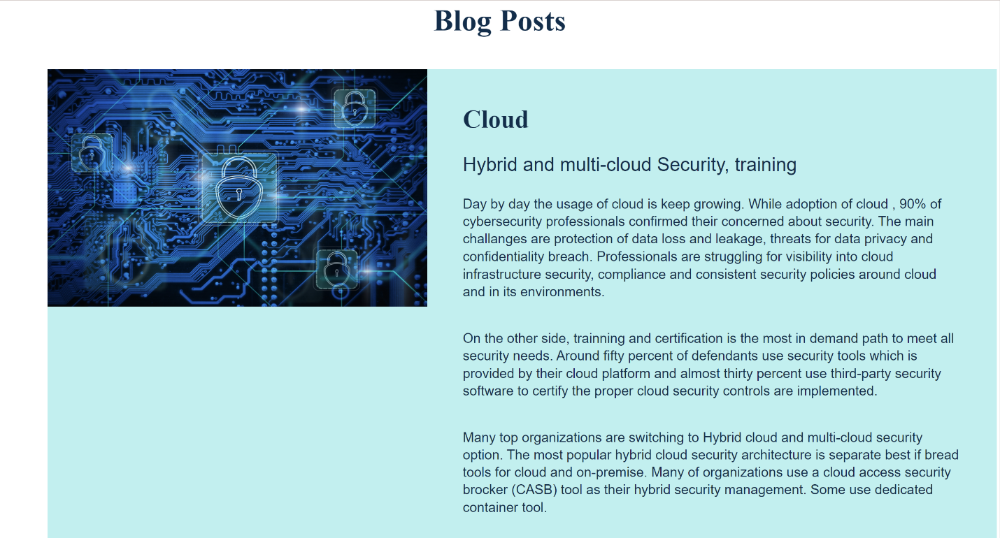 Blog Posts
Cloud
Hybrid and multi-cloud Security, training
Day by day the usage of cloud is keep growing. While adoption of cloud , 90% of
cybersecurity professionals confirmed their concerned about security. The main
challanges are protection of data loss and leakage, threats for data privacy and
confidentiality breach. Professionals are struggling for visibility into cloud
infrastructure security, compliance and consistent security policies around cloud
and in its environments.
On the other side, trainning and certification is the most in demand path to meet all
security needs. Around fifty percent of defendants use security tools which is
provided by their cloud platform and almost thirty percent use third-party security
software to certify the proper cloud security controls are implemented.
Many top organizations are switching to Hybrid cloud and multi-cloud security
option. The most popular hybrid cloud security architecture is separate best if bread
tools for cloud and on-premise. Many of organizations use a cloud access security
brocker (CASB) tool as their hybrid security management. Some use dedicated
container tool.